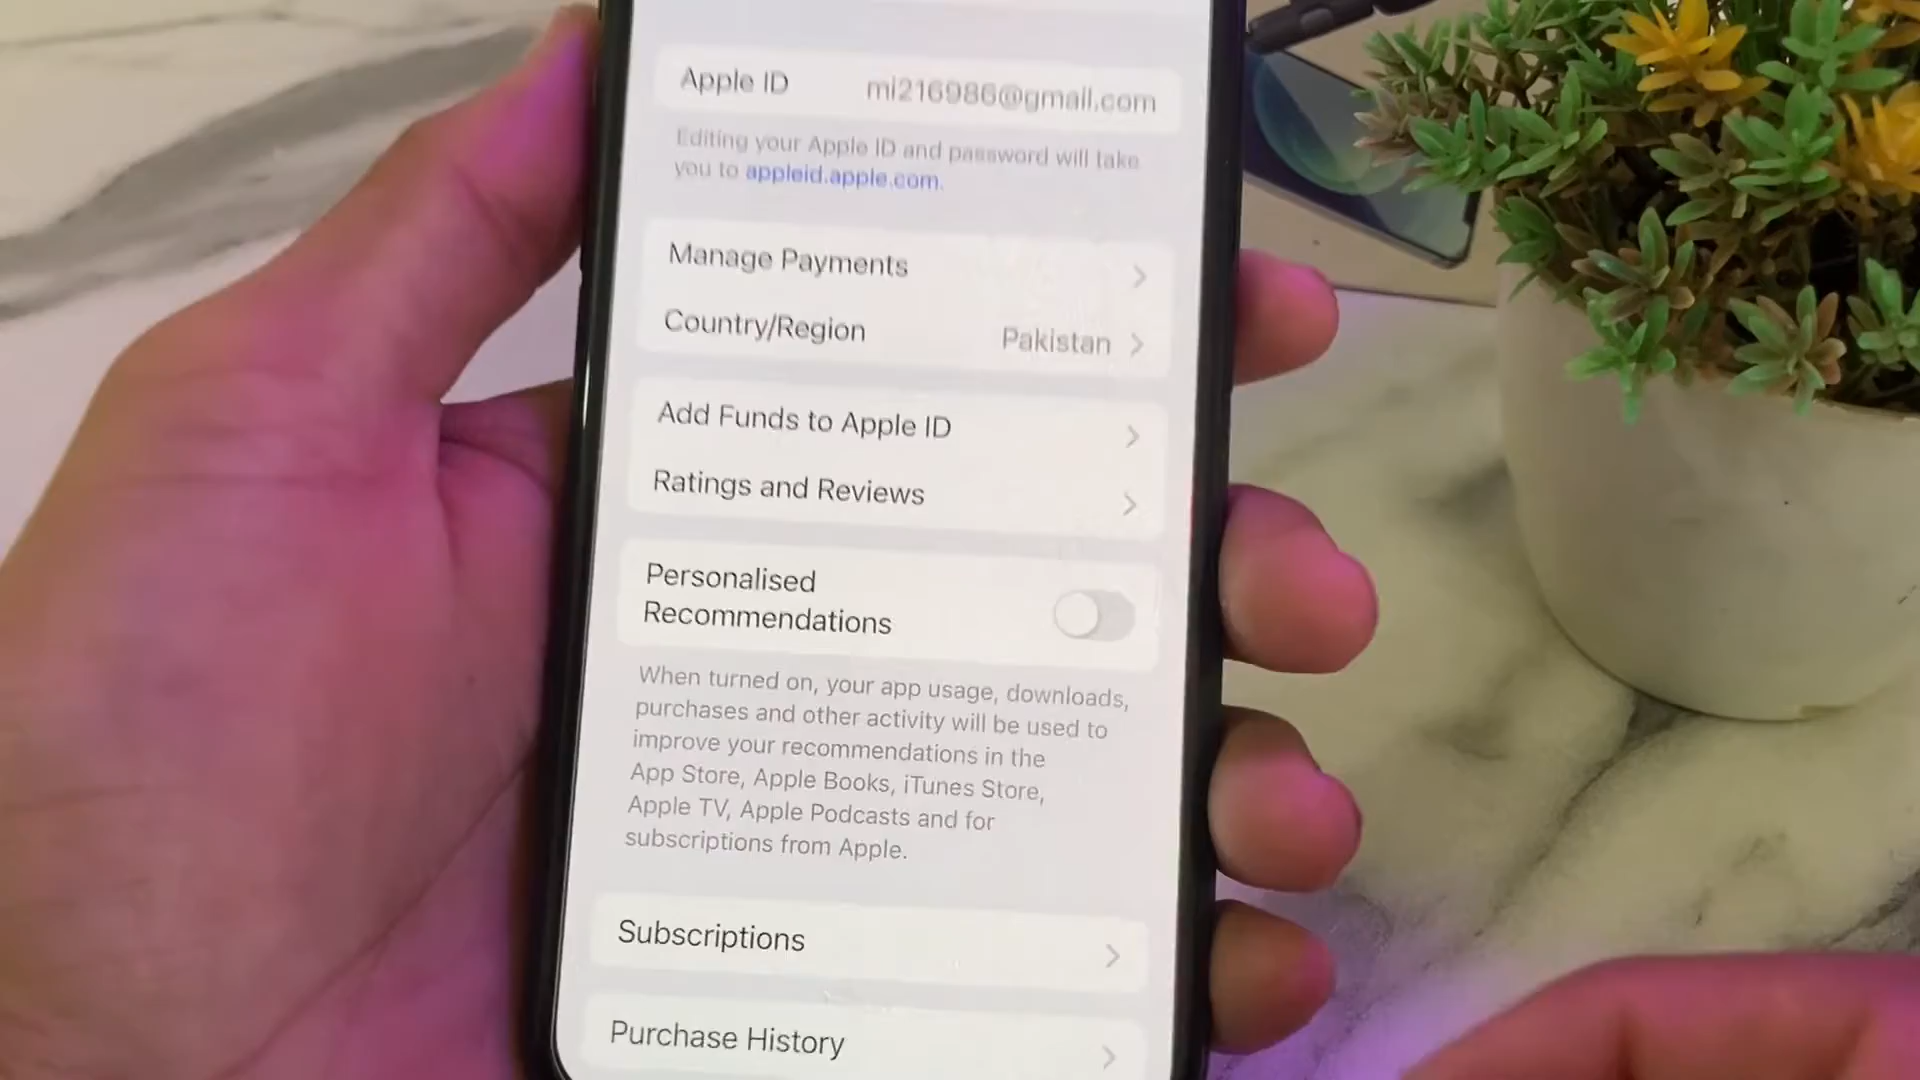 Apple ID mi216986@gmail.com
Editing your Apple ID and password will take
you to appleid.apple.com.
Manage Payments
Country/Region Pakistan
Add Funds to Apple ID
Ratings and Reviews
Personalised
Recommendations
When turned on, your app usage, downloads,
purchases and other activity will be used to
improve your recommendations in the
App Store, Apple Books, iTunes Store,
Apple TV, Apple Podcasts and for
subscriptions from Apple.
Subscriptions
Purchase History